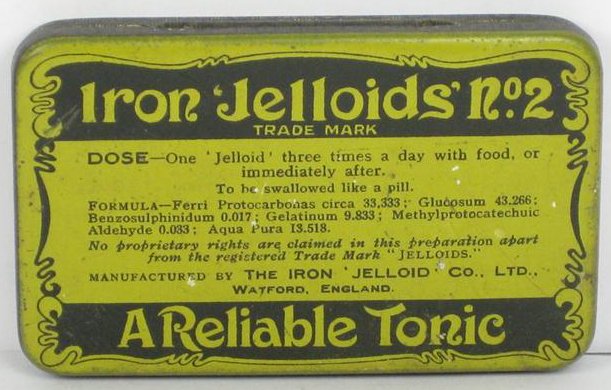 Iron 'Jelloids' No. 2
TRADE MARK
DOSE—One 'Jelloid' three times a day with food, or
immediately after.
To be swallowed like a pill.
FORMULA—Ferri Protocarbonas circa 33,333; Glucosum 43.266;
Benzosulphinidum 0.017; Gelatinum 9.833; Methylprotocatechuic
Aldehyde 0.033; Aqua Pura 13.518.
No proprietary rights are claimed in this preparation apart
from the registered Trade Mark "JELLOIDS."
MANUFACTURED BY THE IRON 'JELLOID' CO., LTD.,
WATFORD, ENGLAND.
A Reliable Tonic